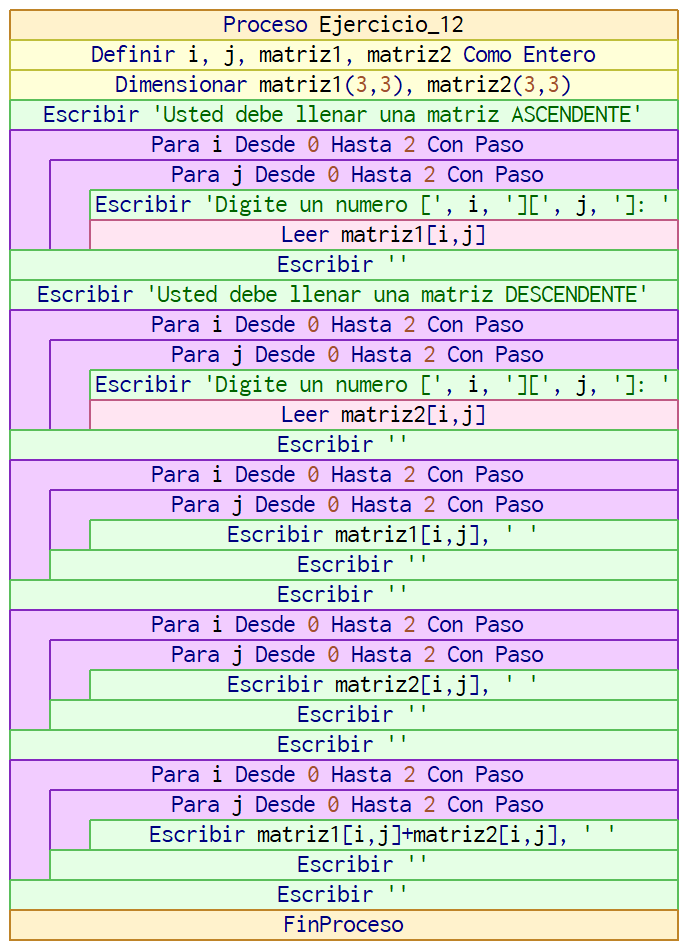 Proceso Ejercicio_12
Definir i, j, matriz1, matriz2 Como Entero
Dimensionar matriz1(3,3), matriz2(3,3)
Escribir 'Usted debe llenar una matriz ASCENDENTE'
Para i Desde 0 Hasta 2 Con Paso
Para j Desde 0 Hasta 2 Con Paso
Escribir 'Digite un numero [', i, '][', j, ']: '
Leer matriz1[i,j]
Escribir ''
Escribir 'Usted debe llenar una matriz DESCENDENTE'
Para i Desde 0 Hasta 2 Con Paso
Para j Desde 0 Hasta 2 Con Paso
Escribir 'Digite un numero [', i, '][', j, ']: '
Leer matriz2[i,j]
Escribir ''
Para i Desde 0 Hasta 2 Con Paso
Para j Desde 0 Hasta 2 Con Paso
Escribir matriz1[i,j], ' '
Escribir ''
Escribir ''
Para i Desde 0 Hasta 2 Con Paso
Para j Desde 0 Hasta 2 Con Paso
Escribir matriz2[i,j], ' '
Escribir ''
Escribir ''
Para i Desde 0 Hasta 2 Con Paso
Para j Desde 0 Hasta 2 Con Paso
Escribir matriz1[i,j]+matriz2[i,j], ' '
Escribir ''
Escribir ''
FinProceso